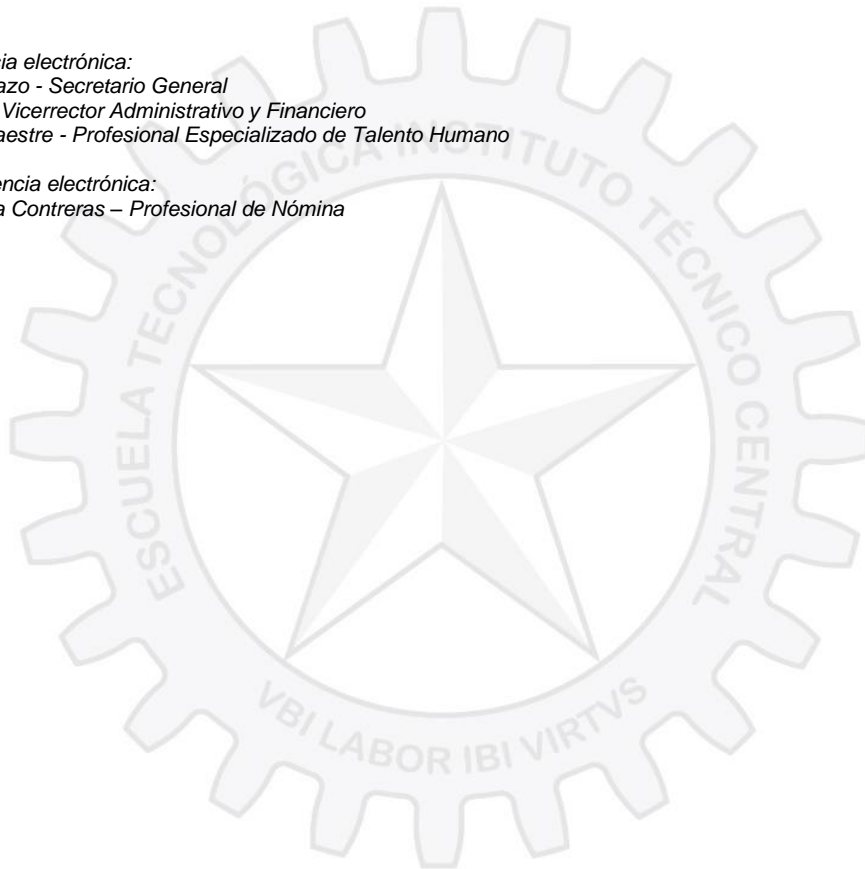 cia electrónica:
azo - Secretario General
Vicerrector Administrativo y Financiero
aestre - Profesional Especializado de Talento Humano
encia electrónica:
a Contreras – Profesional de Nómina
ESCUELA TECNOLÓGICA INSTITUTO TÉCNICO CENTRAL
VBI LABOR IBI VIRTVS